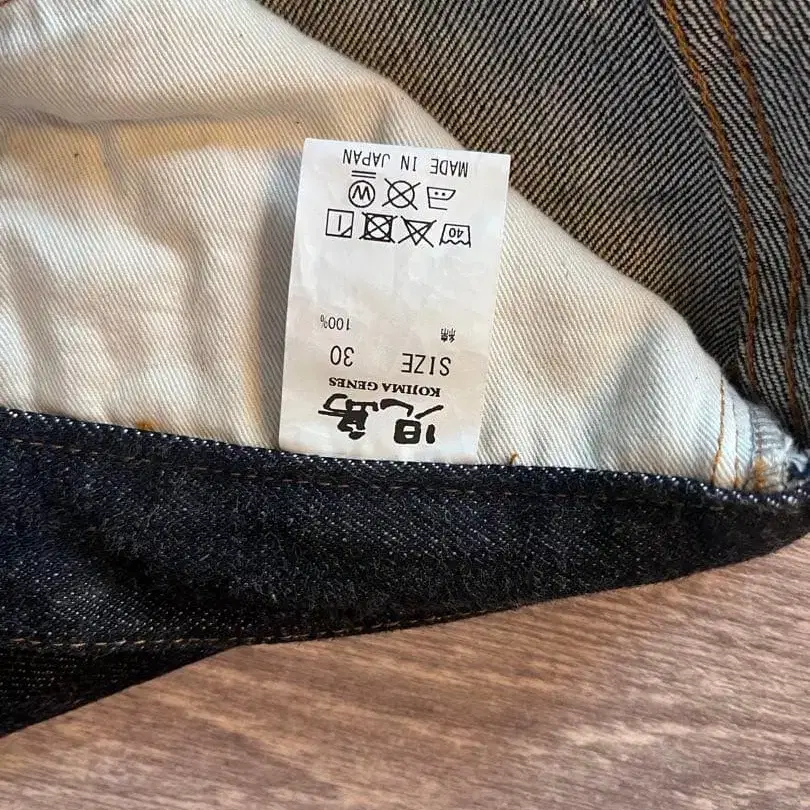 児島
KOJIMA GENES
SIZE 30
綿 100%
40
W
MADE IN JAPAN